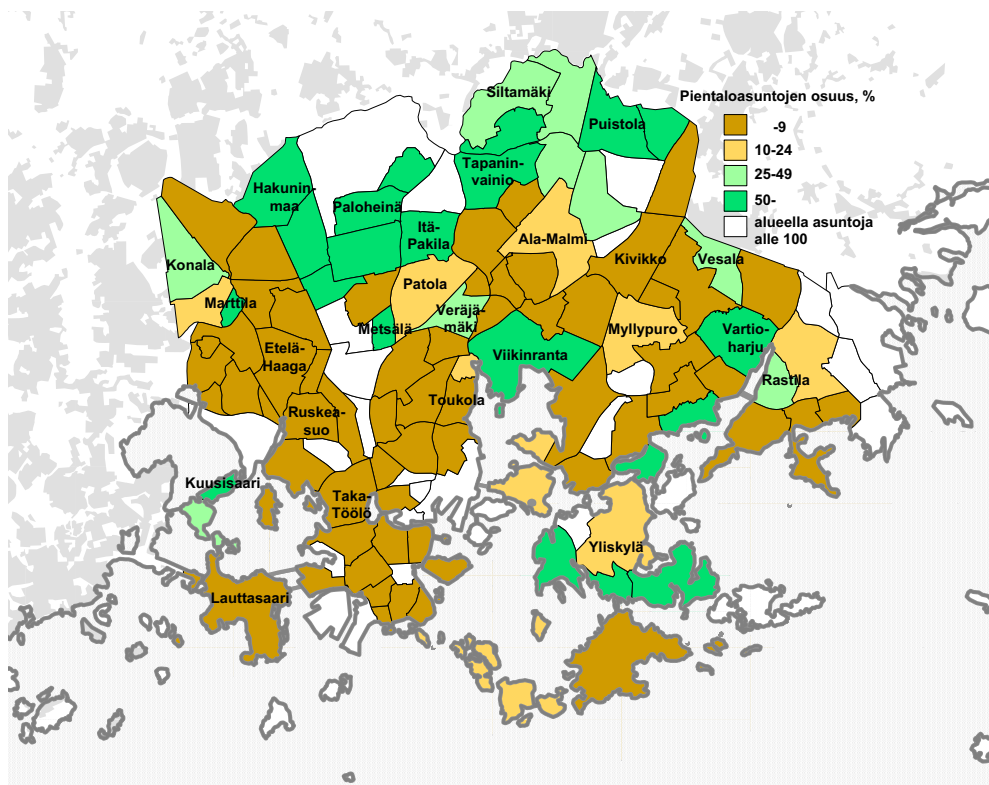 Siltamäki
Pientaloasuntojen osuus, %
-9
10-24
25-49
50-
alueella asuntoja
alle 100
Puistola
Tapanin-
vainio
Hakunin-
maa
Paloheinä
Itä-
Pakila
Ala-Malmi
Konala
Kivikko
Vesala
Patola
Marttila
Veräjä-
mäki
Metsälä
Myllypuro
Vartio-
harju
Etelä-
Haaga
Viikinranta
Rastila
Toukola
Ruskea-
suo
Kuusisaari
Taka-
Töölö
Yliskylä
Lauttasaari